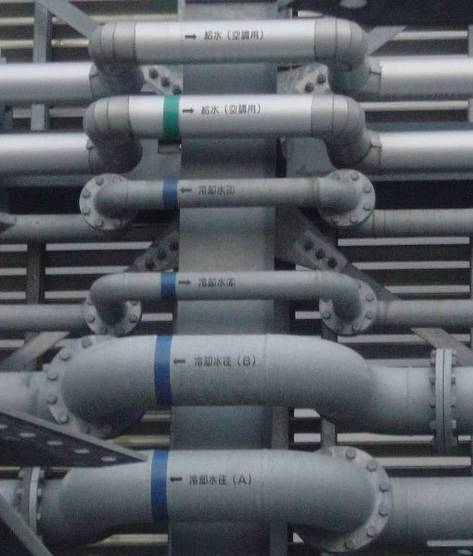 → 給水（空調用）
→ 給水（空調用）
← 冷却水
→ 冷却水
← 冷却水往（B）
← 冷却水往（A）